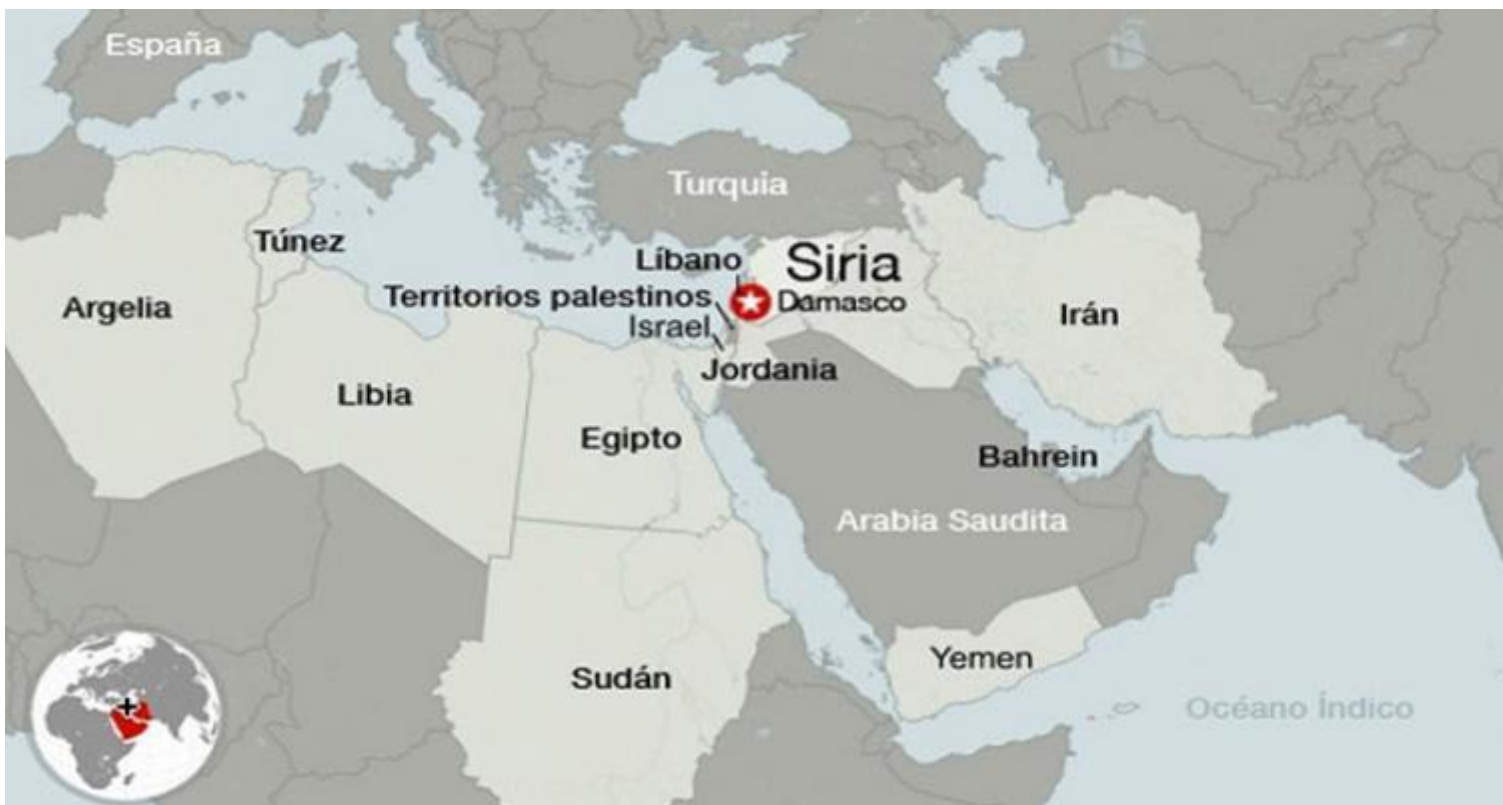 España
Turquia
Túnez
Líbano
Siria
Territorios palestinos
Damasco
Argelia
Israel
Irán
Jordania
Libia
Egipto
Bahrein
Arabia Saudita
Yemen
Sudán
Océano Índico